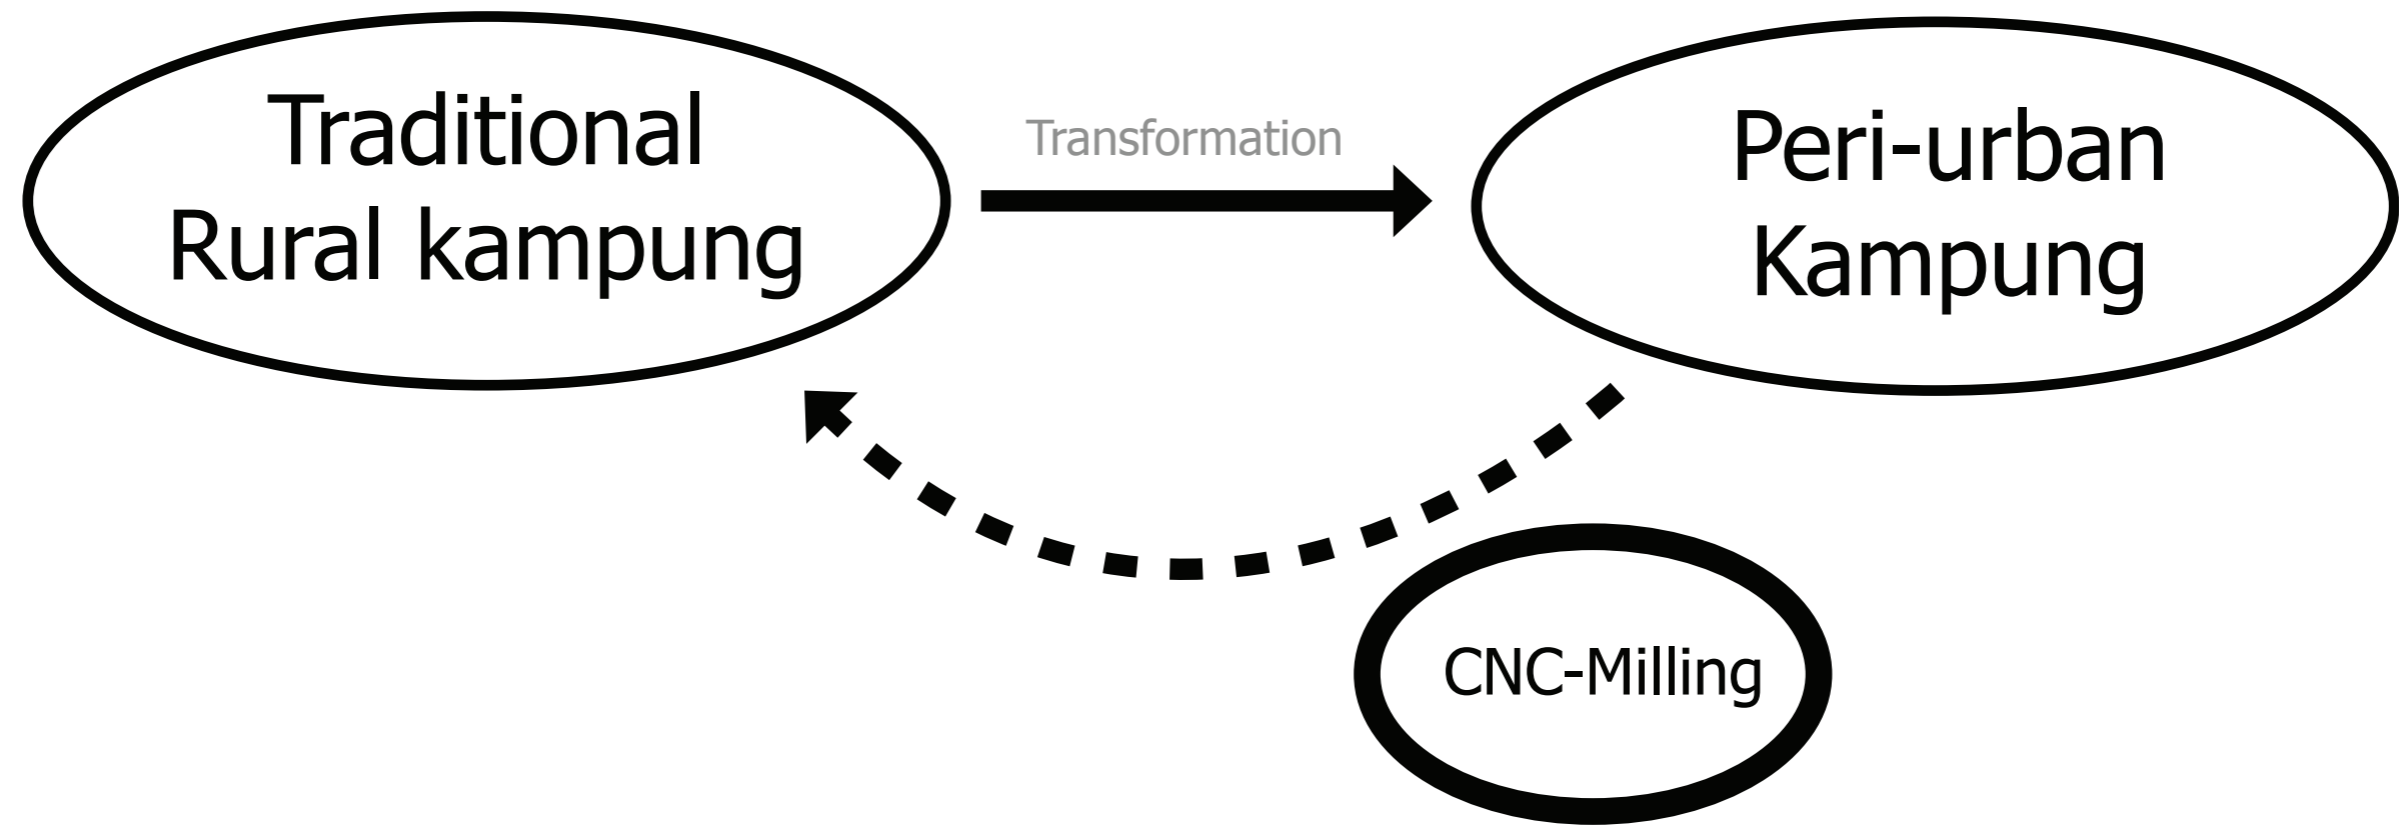 Traditional
Rural kampung
Transformation
Peri-urban
Kampung
CNC-Milling